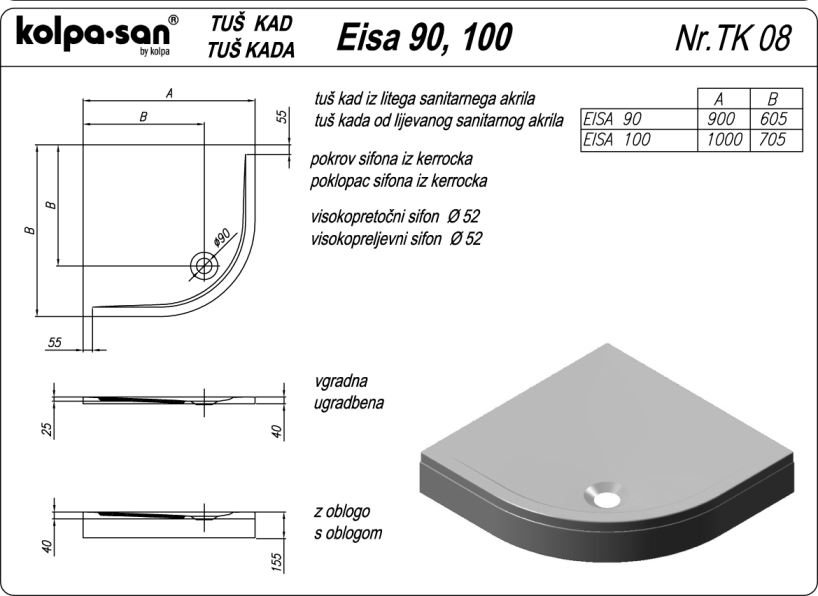 kolpa•san®
by kolpa
TUŠ KAD
TUŠ KADA
Eisa 90, 100
Nr.TK 08
A
B
55
B
B
Ø90
55
tuš kad iz litega sanitarnega akrila
tuš kada od lijevanog sanitarnog akrila
pokrov sifona iz kerrocka
poklopac sifona iz kerrocka
visokopretočni sifon Ø 52
visokopreljevni sifon Ø 52
A B
EISA 90 900 605
EISA 100 1000 705
25
40
vgradna
ugradbena
40
155
z oblogo
s oblogom